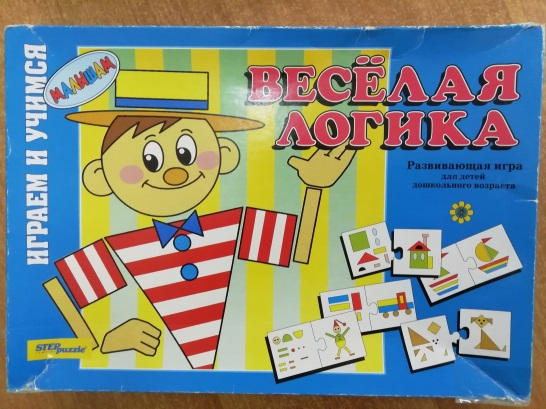 ИГРАЕМ И УЧИМСЯ
МАЛЫШАМ
ВЕСЁЛАЯ
ЛОГИКА
Развивающая игра
для детей
дошкольного возраста
STEP
puzzle